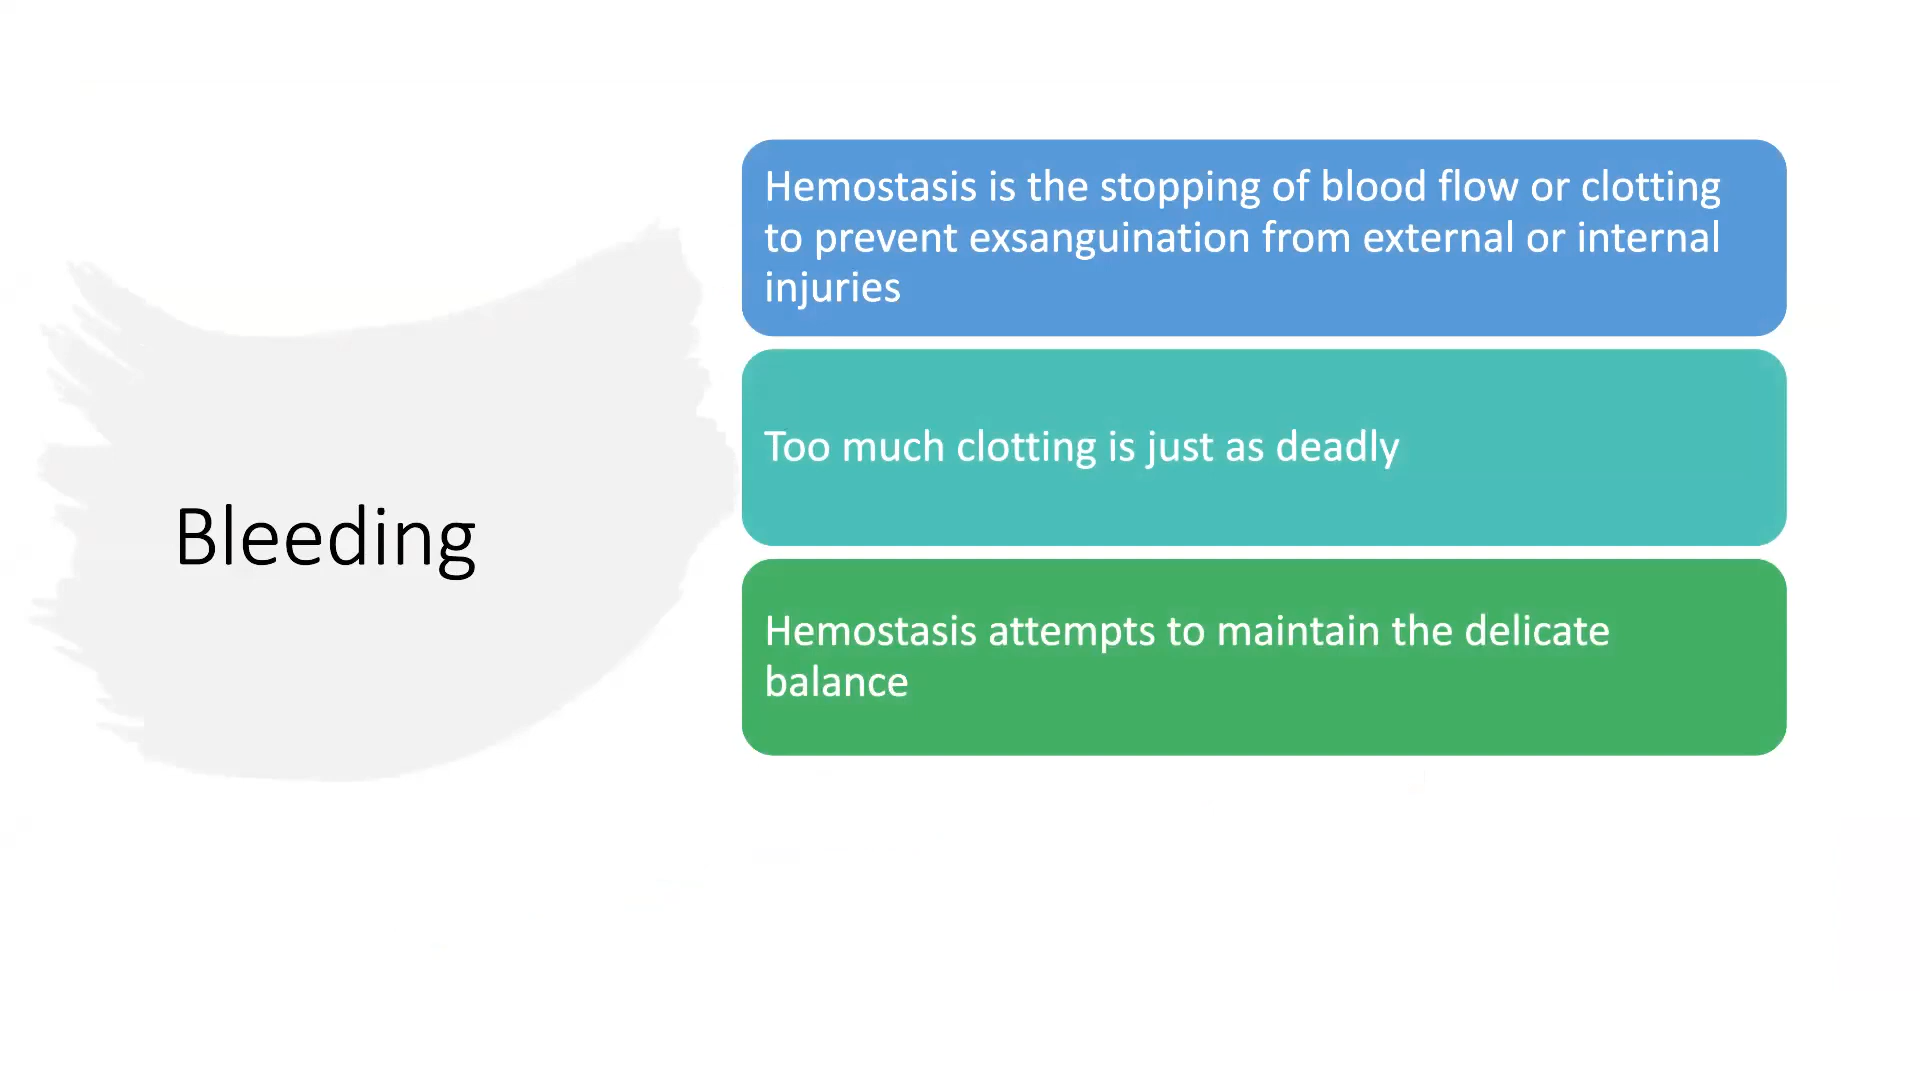 Bleeding
Hemostasis is the stopping of blood flow or clotting
to prevent exsanguination from external or internal
injuries
Too much clotting is just as deadly
Hemostasis attempts to maintain the delicate
balance